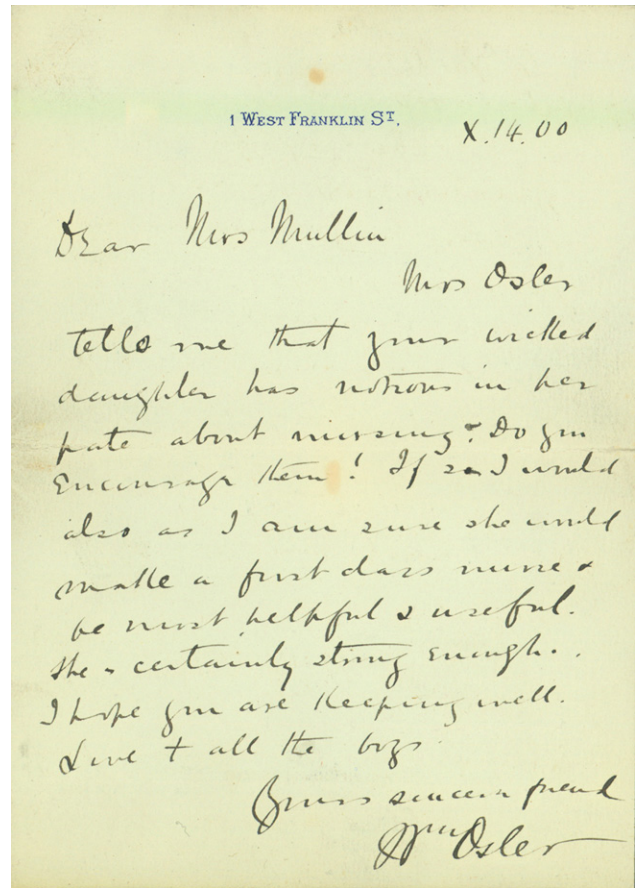 1 WEST FRANKLIN ST.
X.14.00
Dear Mrs Mullin
Mrs Osler
tells me that your wicked
daughter has notions in her
pate about nursing. Do you
Encourage them! If so I would
also as I am sure she would
make a first class nurse &
be most helpful & useful.
She is certainly strong Enough.
I hope you are Keeping well.
Love to all the boys
Yours sincere friend
Wm Osler